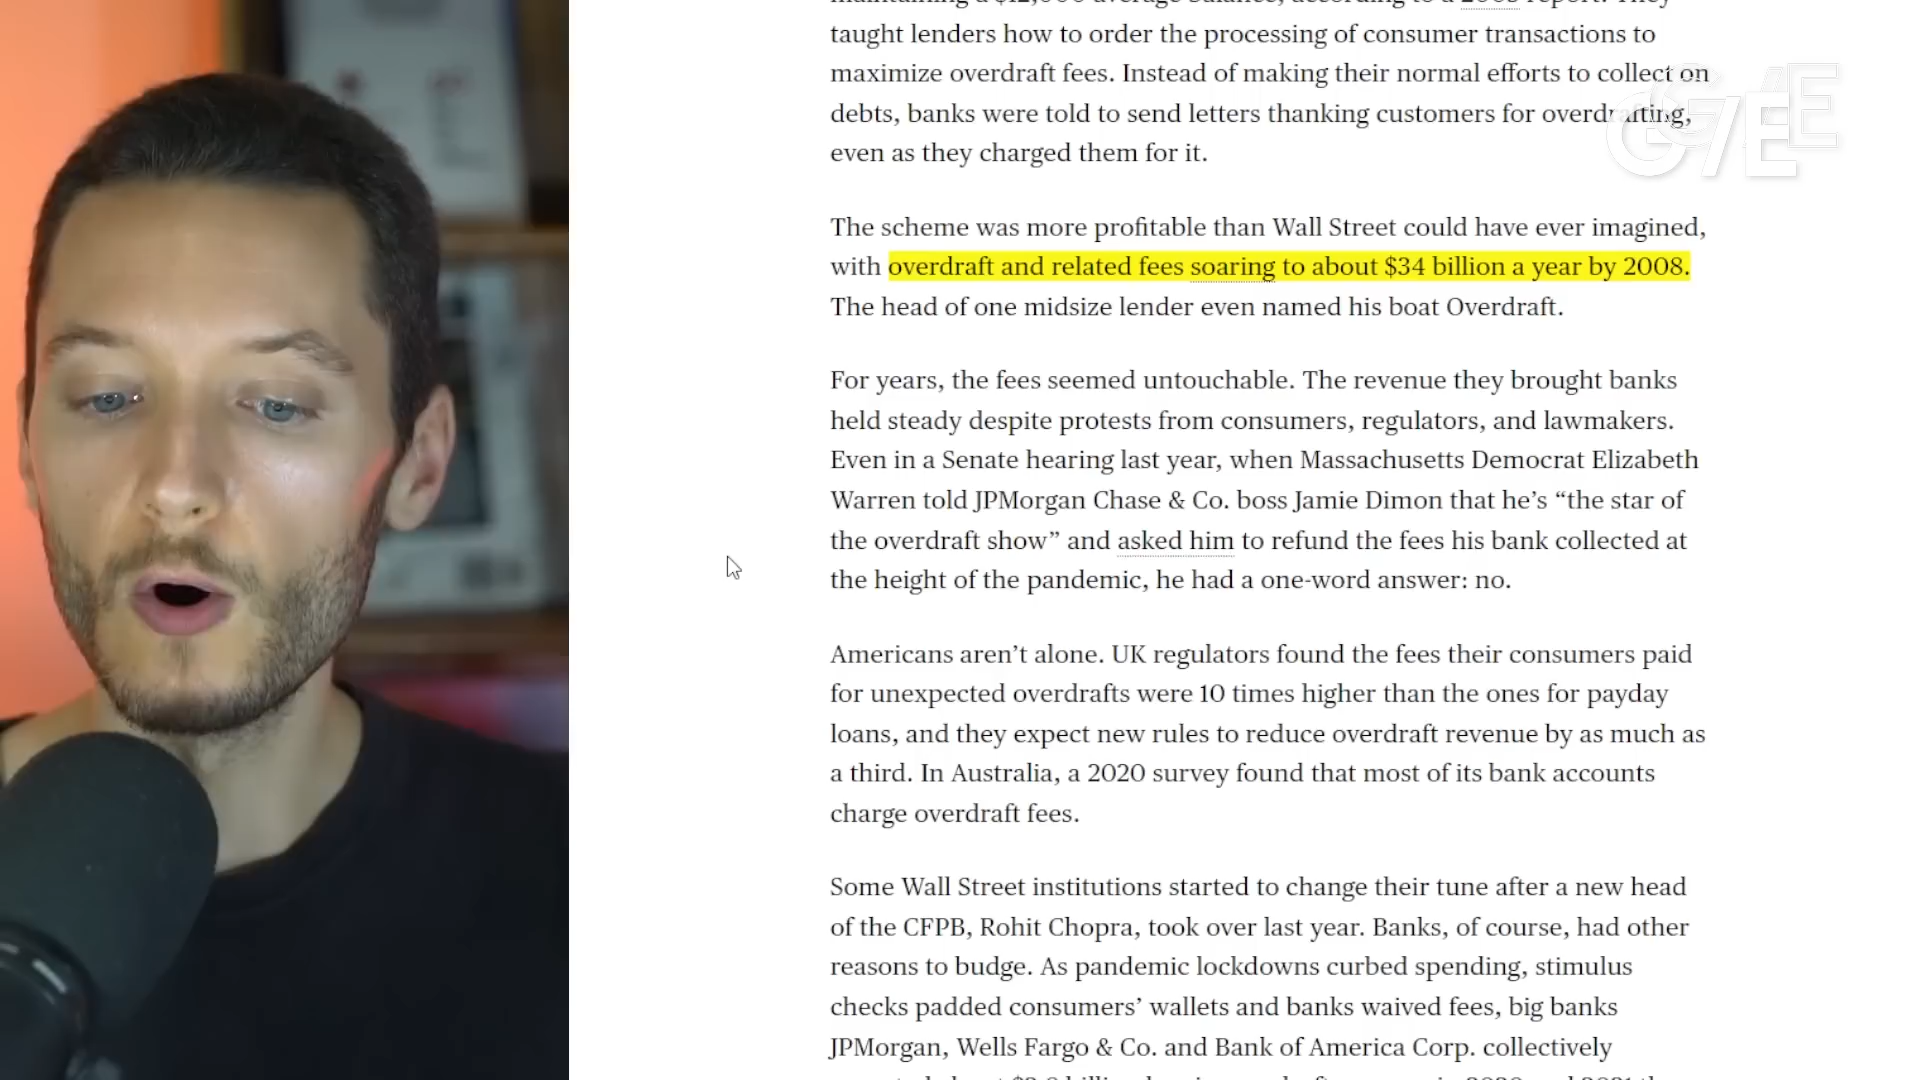 taught lenders how to order the processing of consumer transactions to
maximize overdraft fees. Instead of making their normal efforts to collect on
debts, banks were told to send letters thanking customers for overdrafting,
even as they charged them for it.
The scheme was more profitable than Wall Street could have ever imagined,
with overdraft and related fees soaring to about $34 billion a year by 2008.
The head of one midsize lender even named his boat Overdraft.
For years, the fees seemed untouchable. The revenue they brought banks
held steady despite protests from consumers, regulators, and lawmakers.
Even in a Senate hearing last year, when Massachusetts Democrat Elizabeth
Warren told JPMorgan Chase & Co. boss Jamie Dimon that he’s “the star of
the overdraft show” and asked him to refund the fees his bank collected at
the height of the pandemic, he had a one-word answer: no.
Americans aren’t alone. UK regulators found the fees their consumers paid
for unexpected overdrafts were 10 times higher than the ones for payday
loans, and they expect new rules to reduce overdraft revenue by as much as
a third. In Australia, a 2020 survey found that most of its bank accounts
charge overdraft fees.
Some Wall Street institutions started to change their tune after a new head
of the CFPB, Rohit Chopra, took over last year. Banks, of course, had other
reasons to budge. As pandemic lockdowns curbed spending, stimulus
checks padded consumers’ wallets and banks waived fees, big banks
JPMorgan, Wells Fargo & Co. and Bank of America Corp. collectively